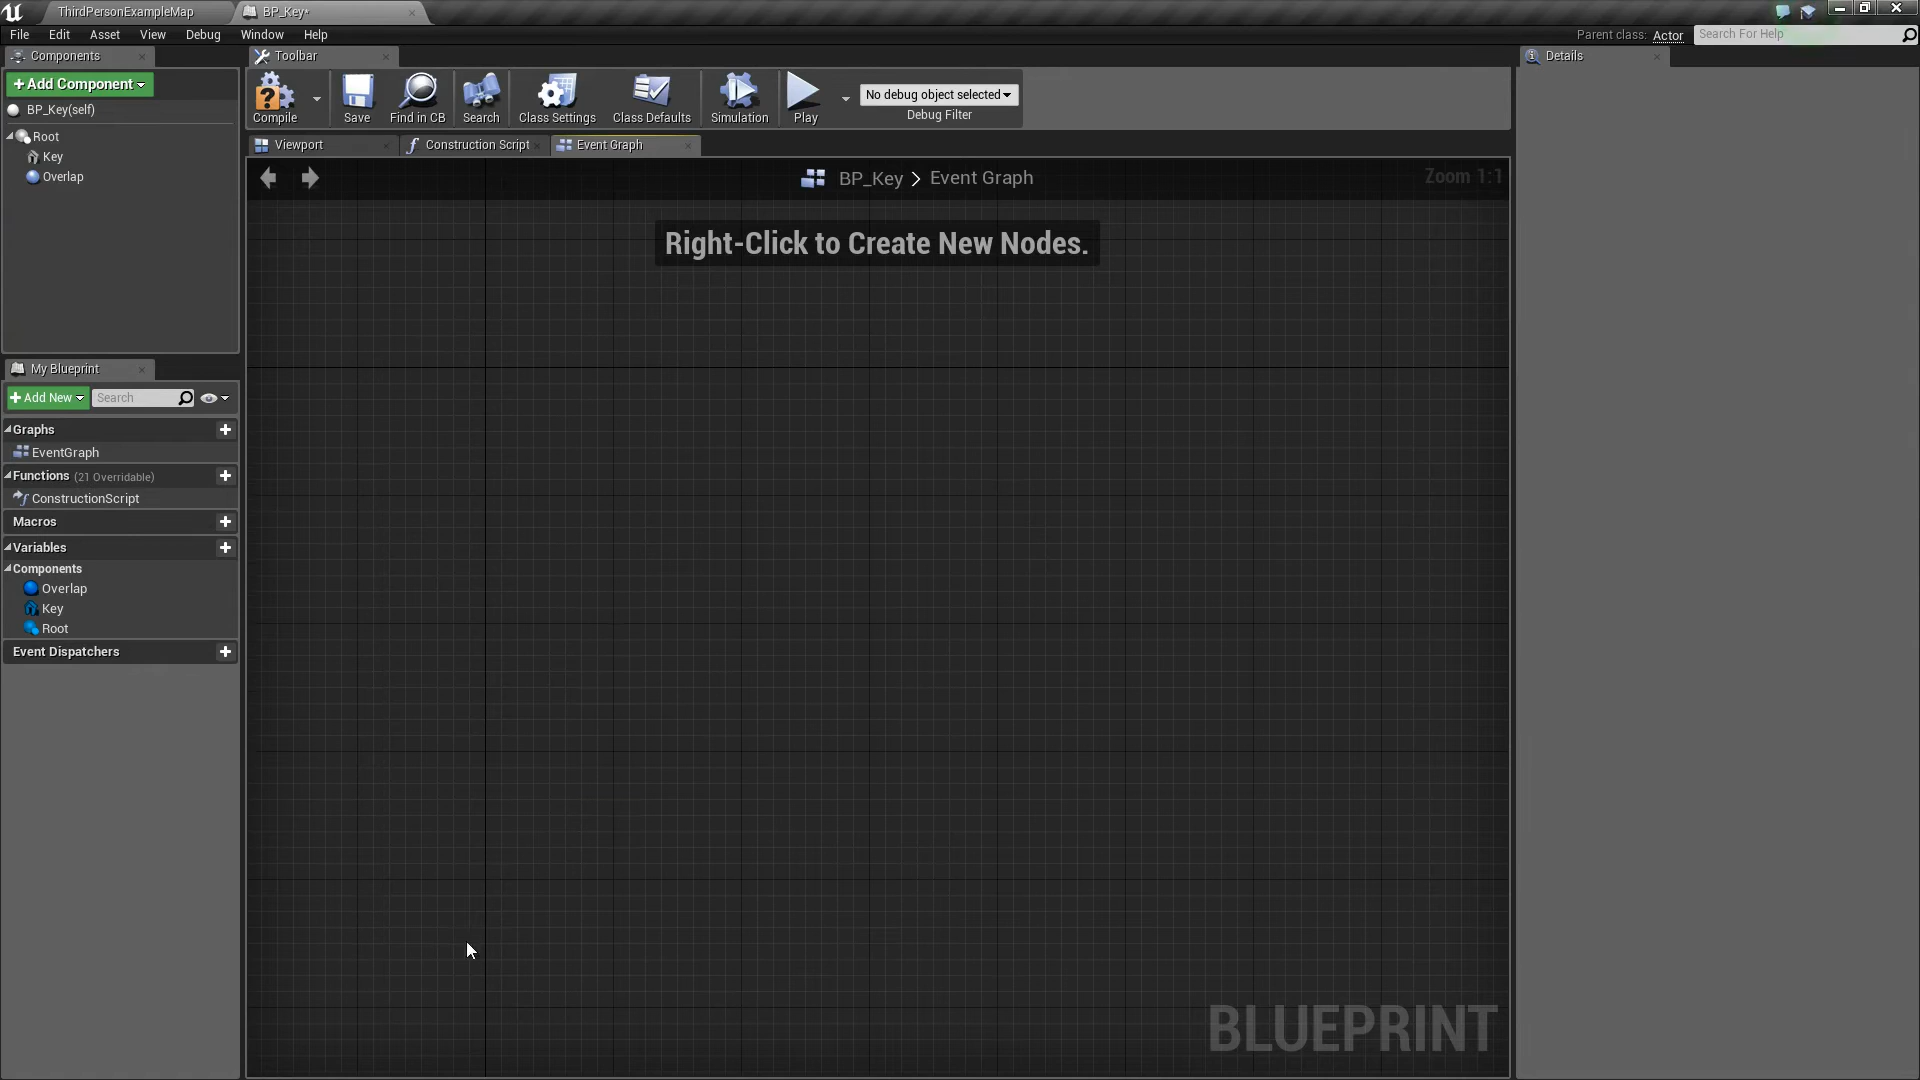 ThirdPersonExampleMap
BP_Key*
File Edit Asset View Debug Window Help
Parent class: Actor
Search For Help
Components
+Add Component
BP_Key(self)
Root
Key
Overlap
Toolbar
Compile
Save
Find in CB
Search
Class Settings
Class Defaults
Simulation
Play
No debug object selected
Debug Filter
Details
Viewport
Construction Script
Event Graph
BP_Key > Event Graph
Zoom 1:1
Right-Click to Create New Nodes.
My Blueprint
+Add New
Search
Graphs
EventGraph
Functions (21 Overridable)
ConstructionScript
Macros
Variables
Components
Overlap
Key
Root
Event Dispatchers
BLUEPRINT